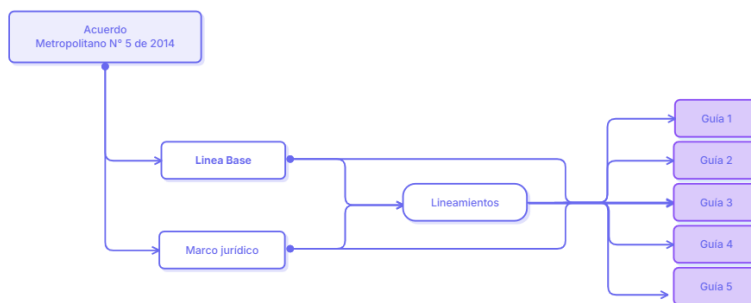 Acuerdo
Metropolitano N° 5 de 2014
Linea Base
Marco jurídico
Lineamientos
Guía 1
Guía 2
Guía 3
Guía 4
Guía 5